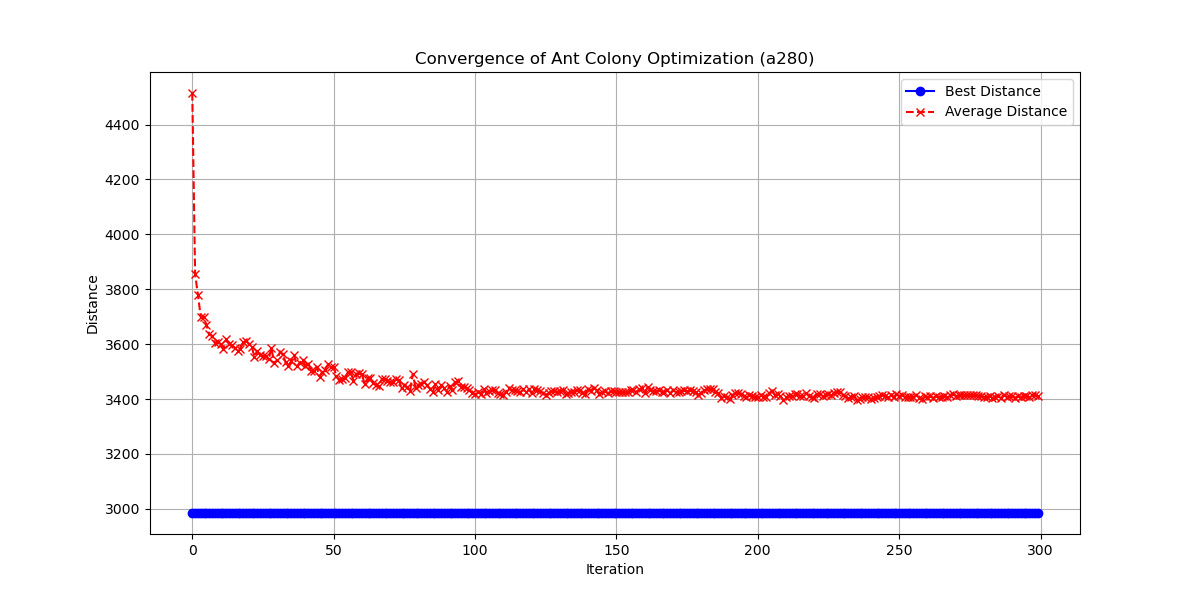 Convergence of Ant Colony Optimization (a280)
Best Distance
Average Distance
4400
4200
4000
3800
3600
3400
3200
3000
Distance
0 50 100 150 200 250 300
Iteration